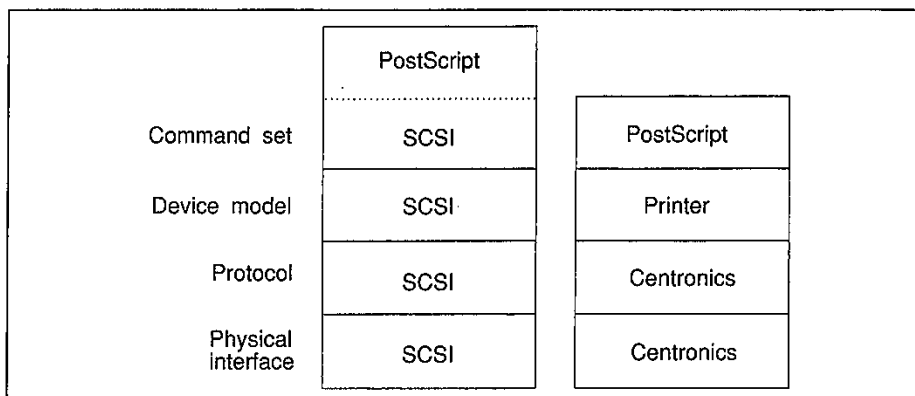 PostScript
Command set SCSI PostScript
Device model SCSI Printer
Protocol SCSI Centronics
Physical
interface SCSI Centronics